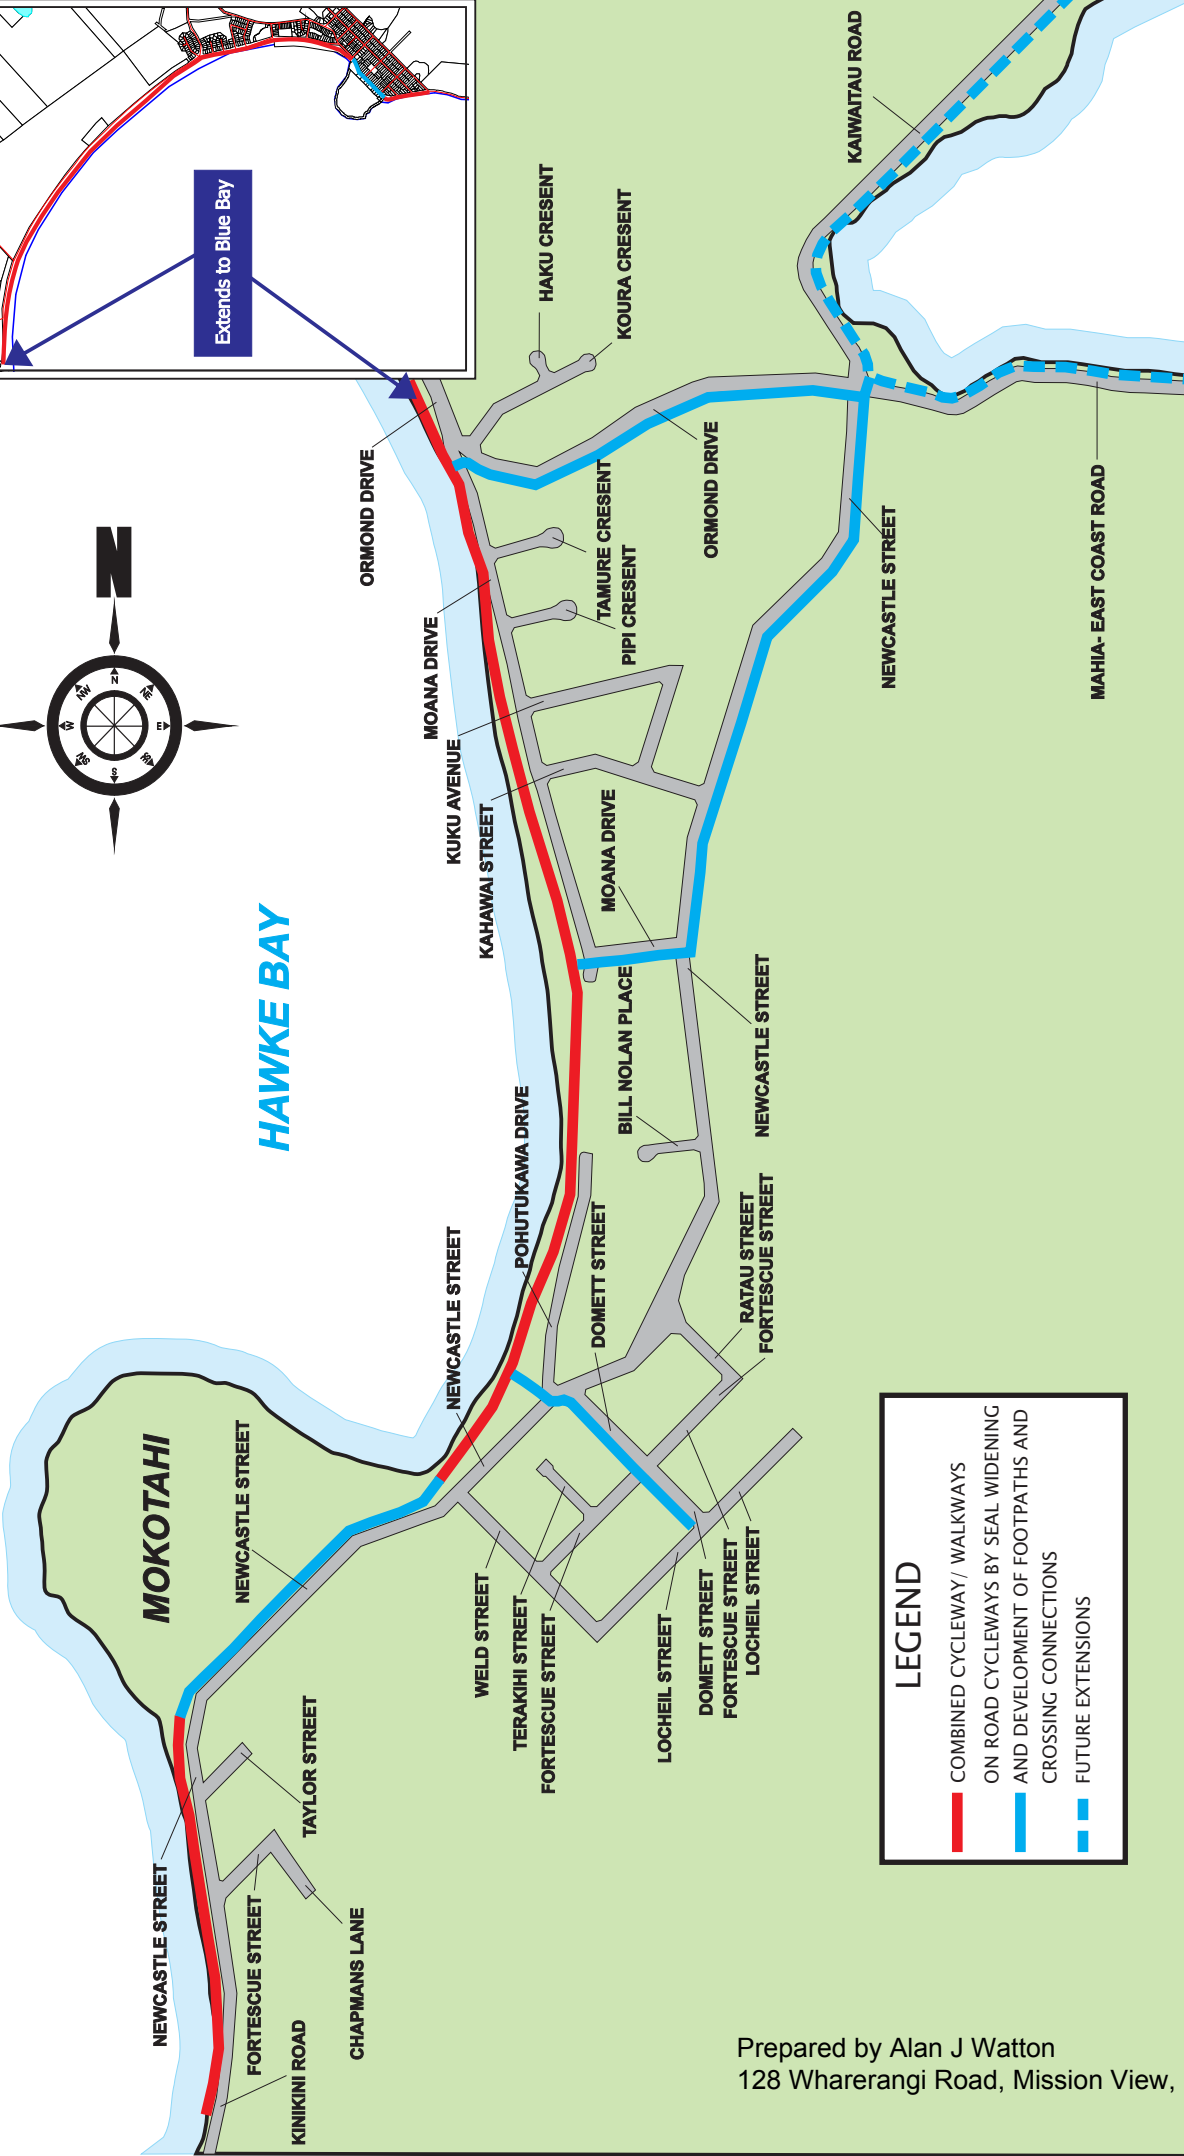 Extends to Blue Bay
KAIWAITAU ROAD
HAKU CRESENT
KOURA CRESENT
ORMOND DRIVE
N
MOANA DRIVE
TAMURE CRESENT
PIPI CRESENT
ORMOND DRIVE
NEWCASTLE STREET
MAHIA- EAST COAST ROAD
N
NE
E
SE
S
SW
W
NW
KUKU AVENUE
KAHAWAI STREET
MOANA DRIVE
HAWKE BAY
BILL NOLAN PLACE
NEWCASTLE STREET
POHUTUKAWA DRIVE
DOMETT STREET
RATAU STREET
FORTESCUE STREET
NEWCASTLE STREET
MOKOTAHI
NEWCASTLE STREET
WELD STREET
TERAKIHI STREET
FORTESCUE STREET
LOCHEIL STREET
DOMETT STREET
FORTESCUE STREET
LOCHEIL STREET
TAYLOR STREET
NEWCASTLE STREET
FORTESCUE STREET
CHAPMANS LANE
KINIKINI ROAD
LEGEND
COMBINED CYCLEWAY/ WALKWAYS
ON ROAD CYCLEWAYS BY SEAL WIDENING
AND DEVELOPMENT OF FOOTPATHS AND
CROSSING CONNECTIONS
FUTURE EXTENSIONS
Prepared by Alan J Watton
128 Wharerangi Road, Mission View,